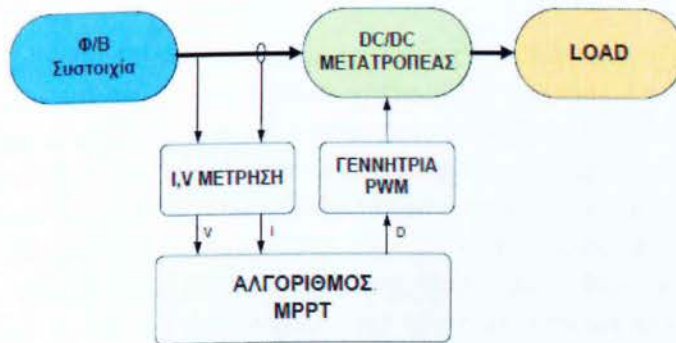 Φ/Β
Συστοιχία
DC/DC
ΜΕΤΑΤΡΟΠΕΑΣ
LOAD
I,V ΜΕΤΡΗΣΗ
ΓΕΝΝΗΤΡΙΑ
PWM
V
I
D
ΑΛΓΟΡΙΘΜΟΣ
MPPT